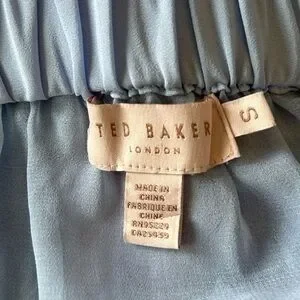 TED BAKER
LONDON
S
MADE IN
CHINA
FABRIQUE EN
CHINE